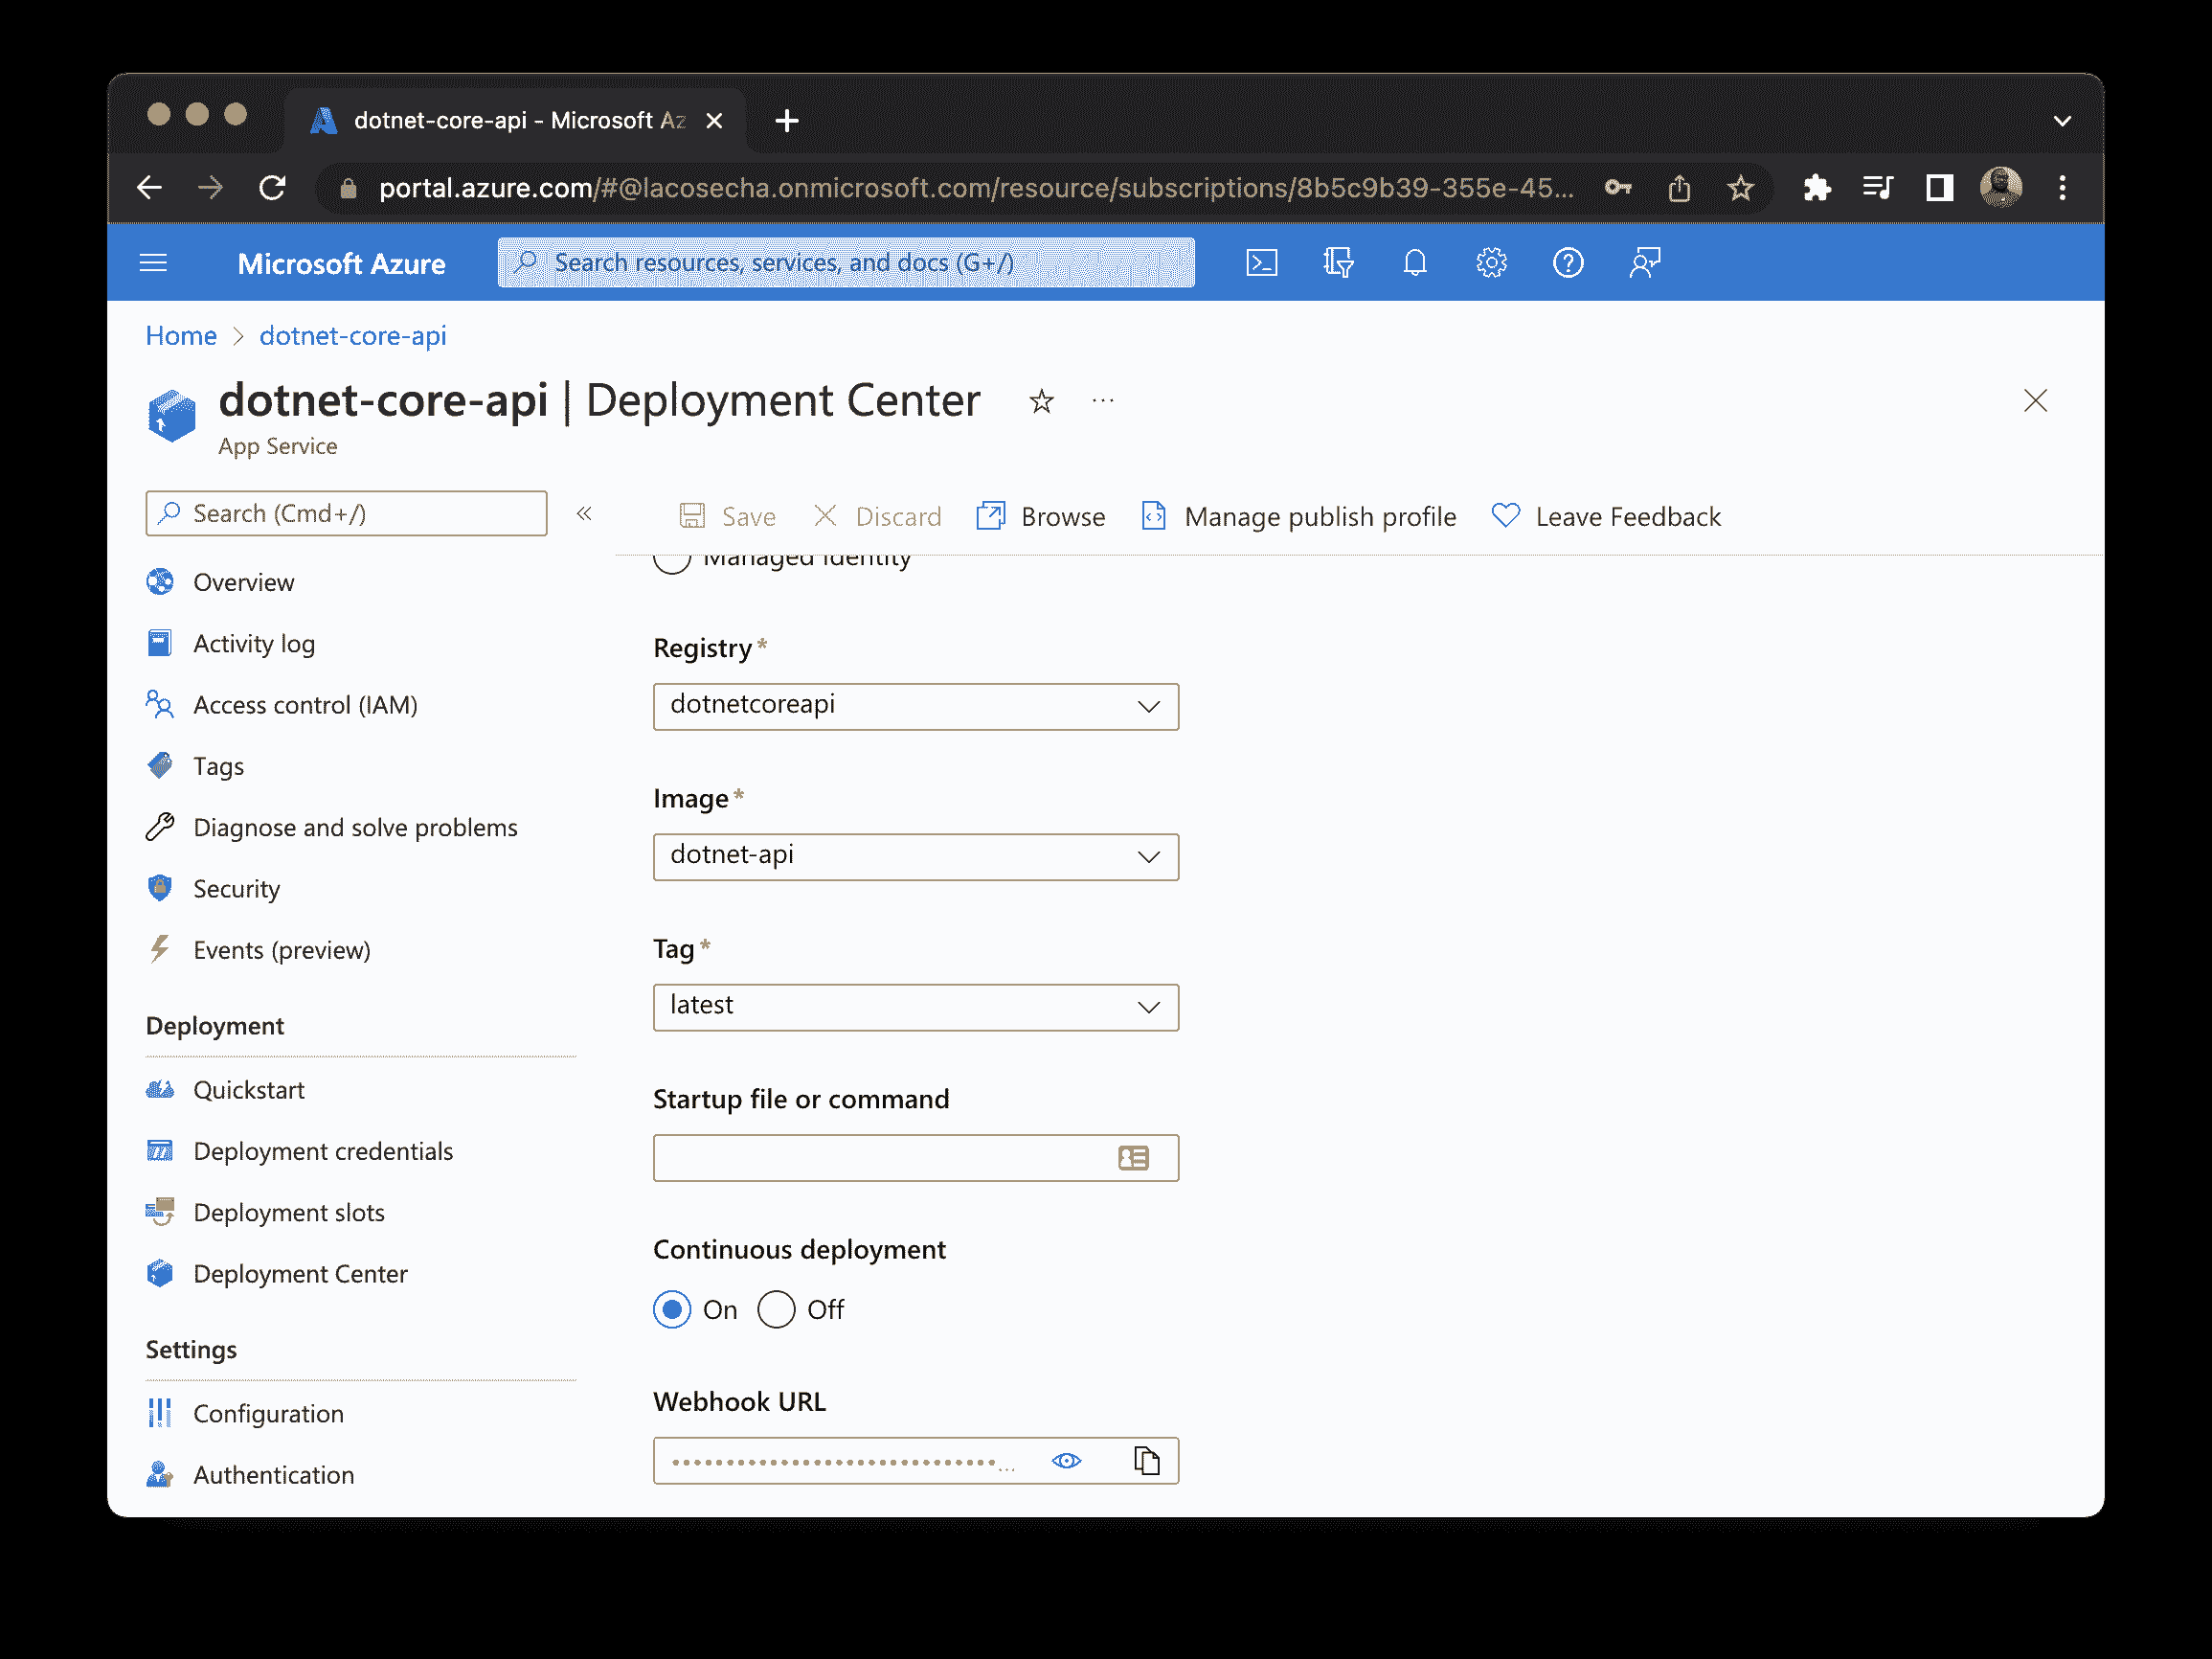 dotnet-core-api - Microsoft Az
portal.azure.com/#@lacosecha.onmicrosoft.com/resource/subscriptions/8b5c9b39-355e-45...
Microsoft Azure
Search resources, services, and docs (G+/)
Home > dotnet-core-api
dotnet-core-api | Deployment Center
App Service
Search (Cmd+/)
«
Save
Discard
Browse
Manage publish profile
Leave Feedback
Overview
Activity log
Access control (IAM)
Tags
Diagnose and solve problems
Security
Events (preview)
Deployment
Quickstart
Deployment credentials
Deployment slots
Deployment Center
Settings
Configuration
Authentication
Managed identity
Registry*
dotnetcoreapi
Image*
dotnet-api
Tag*
latest
Startup file or command
Continuous deployment
On
Off
Webhook URL